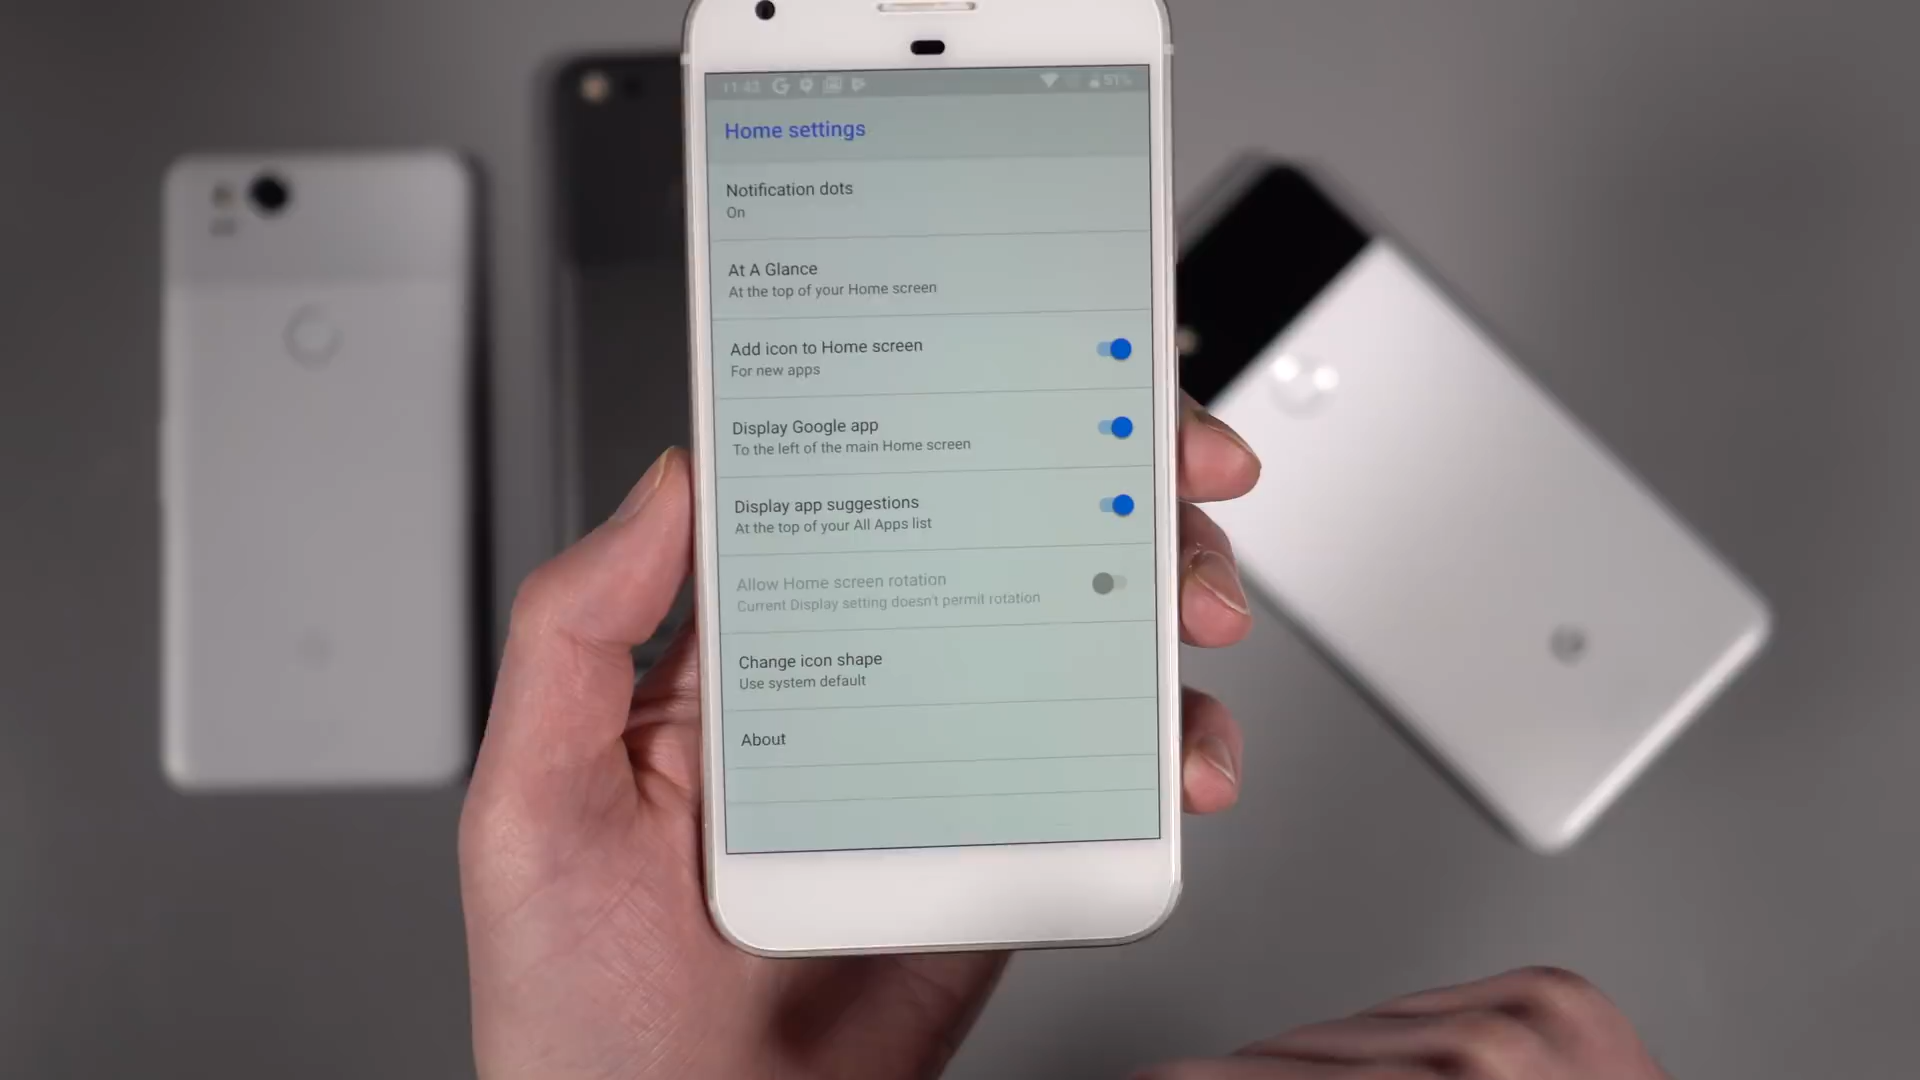 11:43 51%
Home settings
Notification dots
On
At A Glance
At the top of your Home screen
Add icon to Home screen
For new apps
Display Google app
To the left of the main Home screen
Display app suggestions
At the top of your All Apps list
Allow Home screen rotation
Current Display setting doesn't permit rotation
Change icon shape
Use system default
About